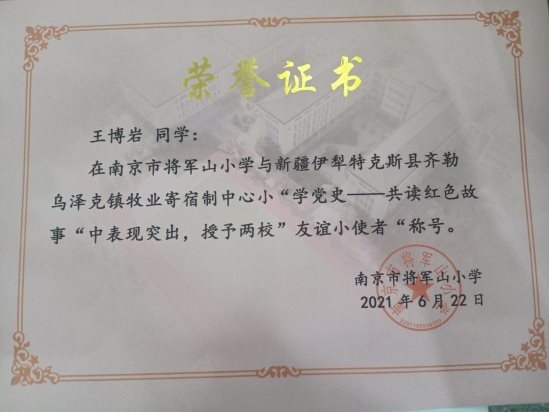 荣誉证书
王博岩 同学：
在南京市将军山小学与新疆伊犁特克斯县齐勒
乌泽克镇牧业寄宿制中心小“学党史——共读红色故
事“中表现突出，授予两校”友谊小使者“称号。
南京市将军山小学
2021 年 6 月 22 日